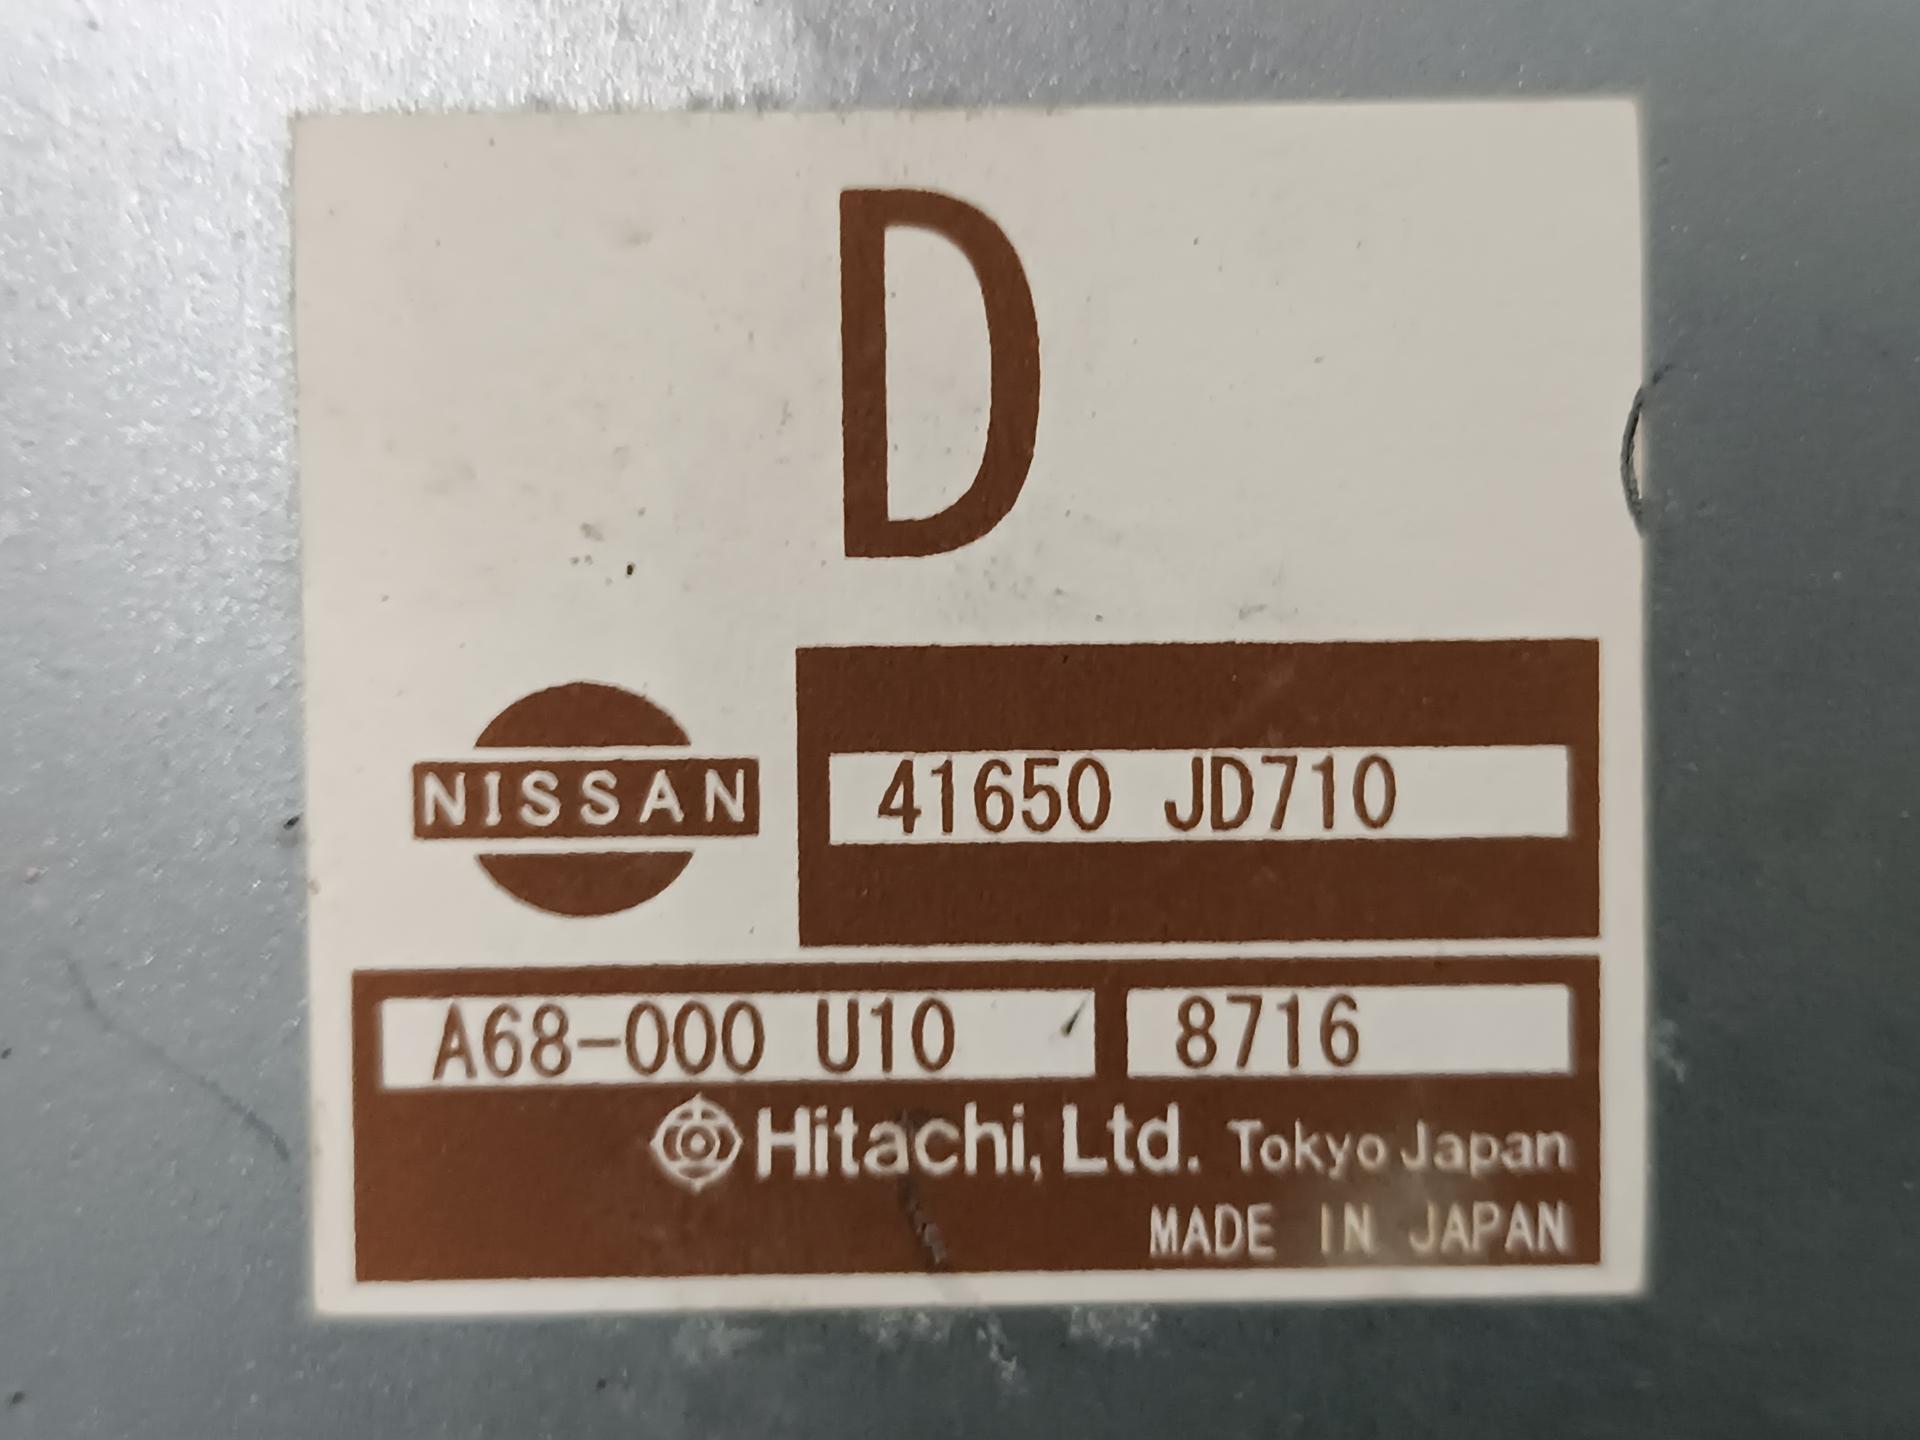 D
NISSAN
41650 JD710
A68-000 U10
8716
Hitachi, Ltd. Tokyo Japan
MADE IN JAPAN